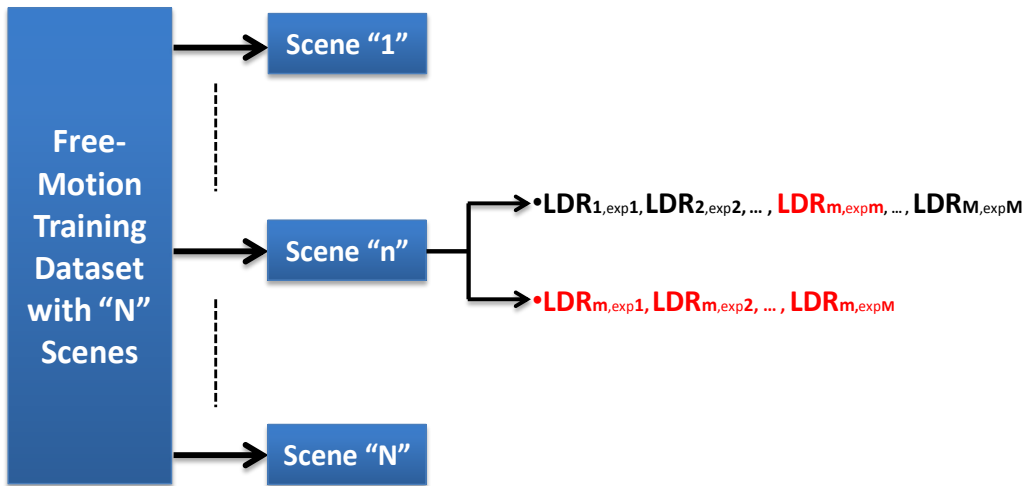 Free-
Motion
Training
Dataset
with “N”
Scenes
Scene “1”
Scene “n”
Scene “N”
•LDR1,exp1, LDR2,exp2, ... , LDRm,expm, ... , LDRM,expM
•LDRm,exp1, LDRm,exp2, ... , LDRm,expM